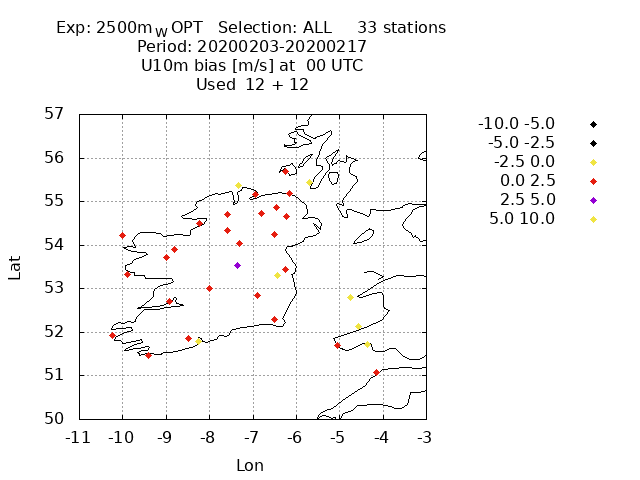 Exp: 2500m_W OPT Selection: ALL 33 stations
Period: 20200203-20200217
U10m bias [m/s] at 00 UTC
Used 12 + 12
-10.0 -5.0
-5.0 -2.5
-2.5 0.0
0.0 2.5
2.5 5.0
5.0 10.0
57
56
55
54
53
52
51
50
Lat
-11 -10 -9 -8 -7 -6 -5 -4 -3
Lon